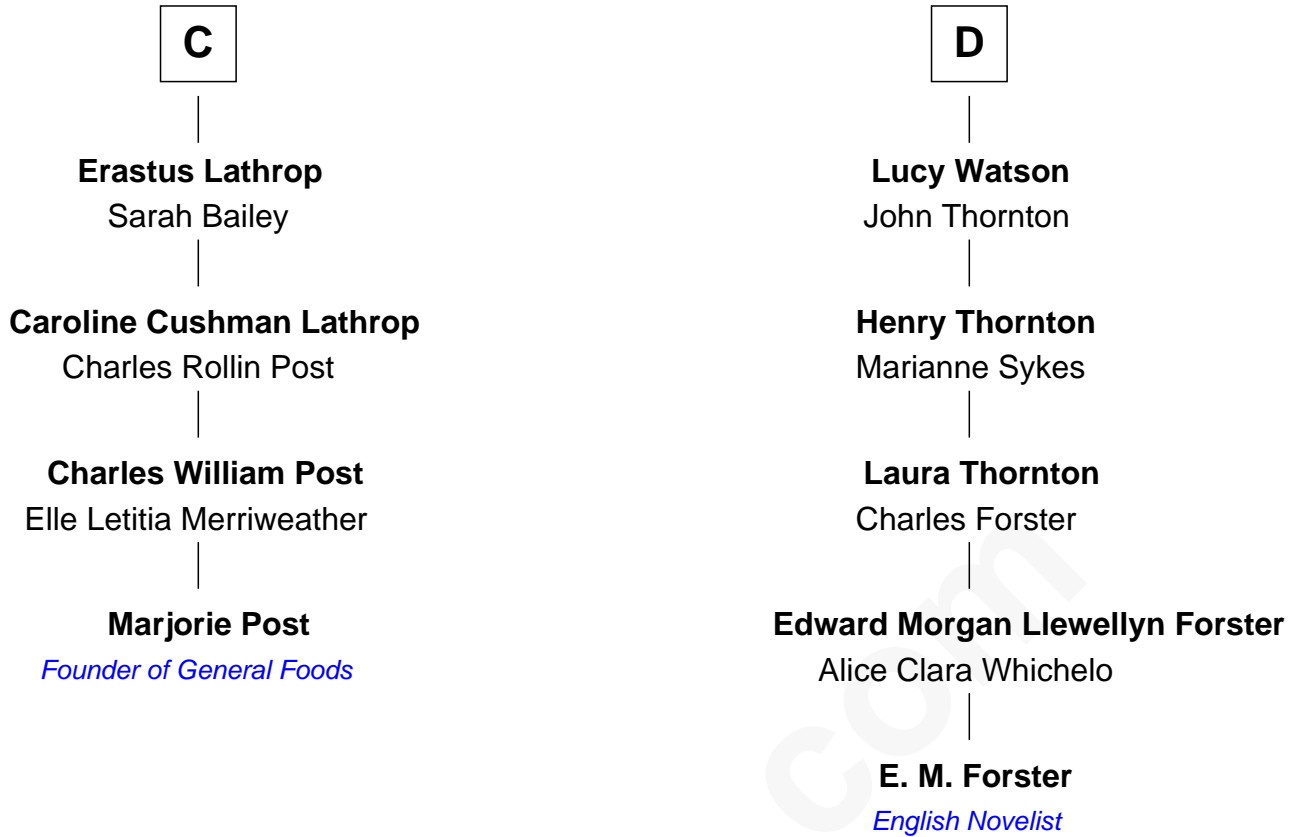 C
Erastus Lathrop
Sarah Bailey
Caroline Cushman Lathrop
Charles Rollin Post
Charles William Post
Elle Letitia Merriweather
Marjorie Post
Founder of General Foods
D
Lucy Watson
John Thornton
Henry Thornton
Marianne Sykes
Laura Thornton
Charles Forster
Edward Morgan Llewellyn Forster
Alice Clara Whichelo
E. M. Forster
English Novelist
com